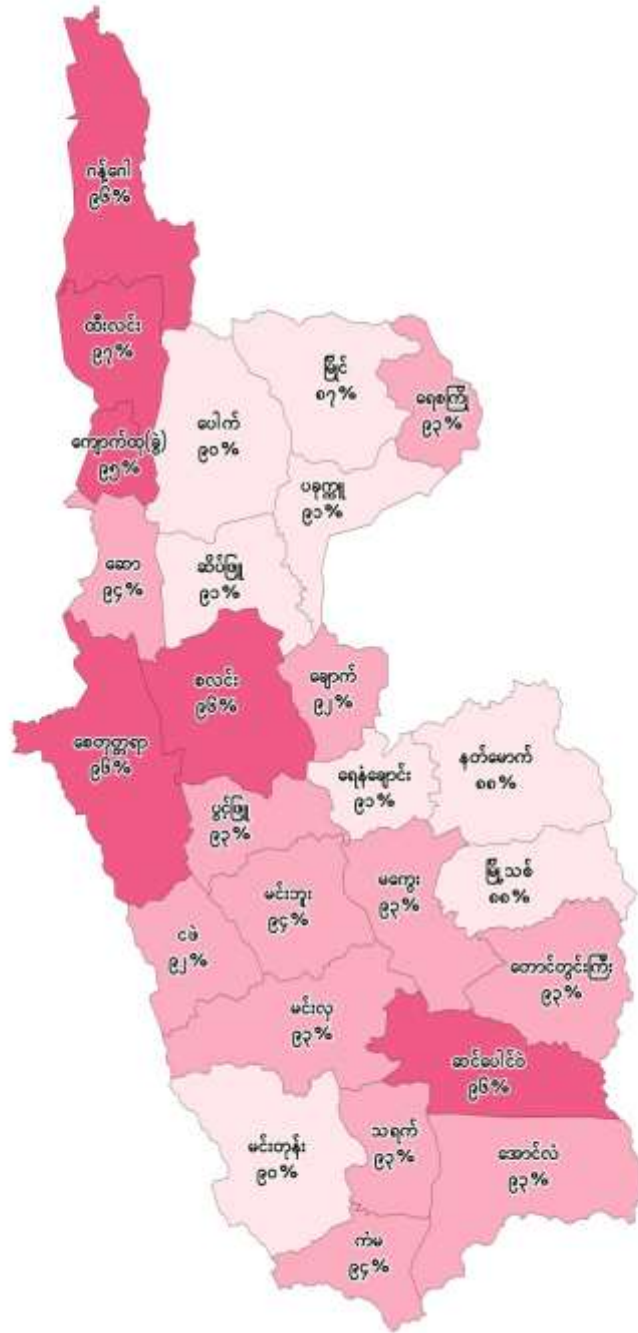 ဂန့်ဂေါ
၉၆%
ထီးလင်း
၉၇%
မြိုင်
၈၇%
ရေစကြို
၉၃%
ပေါက်
၉၀%
ကျောက်ထု(ခွဲ)
၉၅%
ပခုက္ကူ
၉၁%
ဆော
၉၄%
ဆိပ်ဖြူ
၉၁%
စလင်း
၉၆%
ချောက်
၉၂%
စေတုတ္တရာ
၉၆%
နတ်မောက်
၈၈%
ရေနံချောင်း
၉၁%
ပွင့်ဖြူ
၉၃%
မြို့သစ်
၈၈%
မကွေး
၉၃%
မင်းဘူး
၉၄%
ငဖဲ
၉၂%
တောင်တွင်းကြီး
၉၃%
မင်းလှ
၉၃%
ဆင်ပေါင်ဝဲ
၉၆%
မင်းတုန်း
၉၀%
သရက်
၉၃%
အောင်လံ
၉၃%
ကံမ
၉၄%